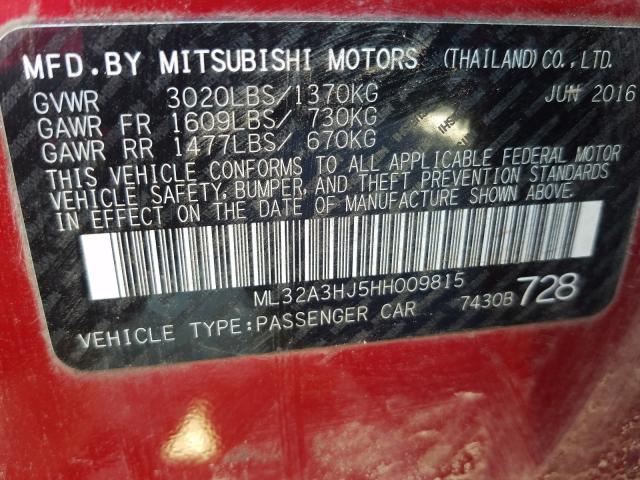 MFD.BY MITSUBISHI MOTORS (THAILAND)CO.,LTD.
GVWR 3020LBS/1370KG JUN 2016
GAWR FR 1609LBS/ 730KG
GAWR RR 1477LBS/ 670KG
THIS VEHICLE CONFORMS TO ALL APPLICABLE FEDERAL MOTOR
VEHICLE SAFETY, BUMPER, AND THEFT PREVENTION STANDARDS
IN EFFECT ON THE DATE OF MANUFACTURE SHOWN ABOVE.
ML32A3HJ5HH009815
VEHICLE TYPE:PASSENGER CAR 7430B 728